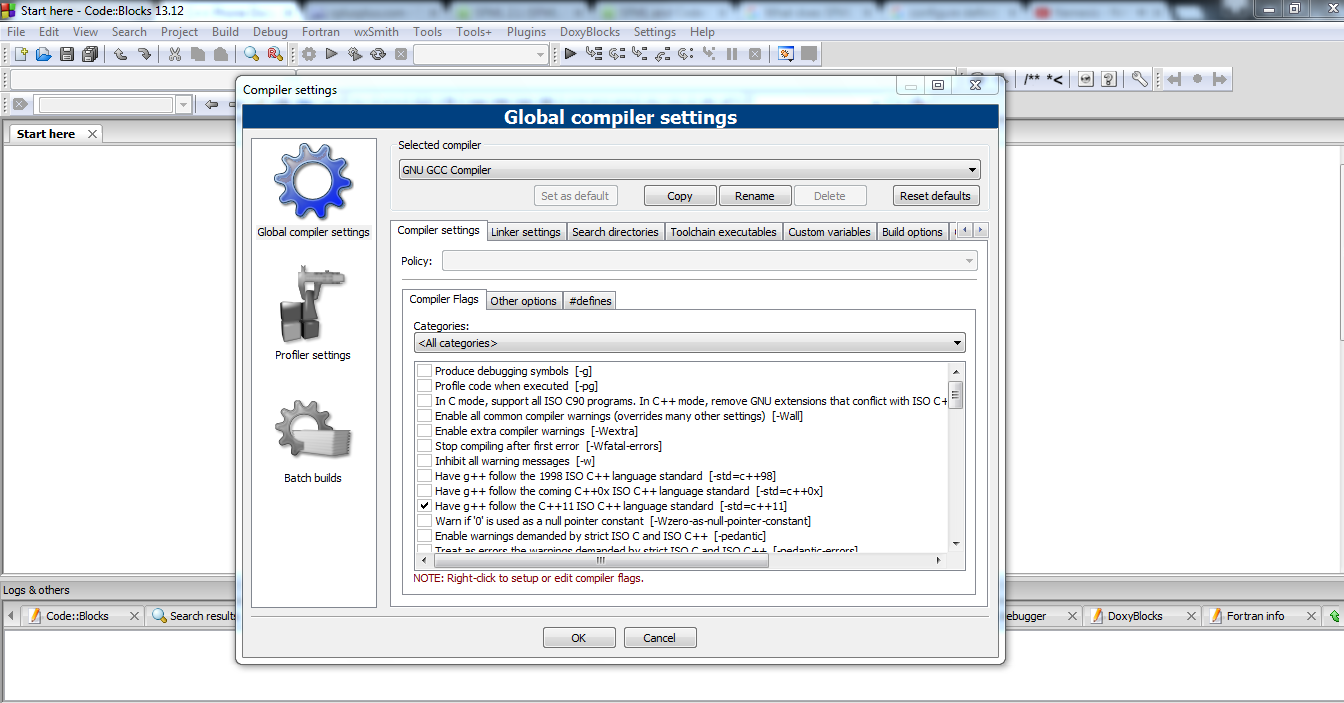 Start here - Code::Blocks 13.12
File Edit View Search Project Build Debug Fortran wxSmith Tools Tools+ Plugins DoxyBlocks Settings Help
/** *<
Start here
Compiler settings
Global compiler settings
Global compiler settings
Profiler settings
Batch builds
Selected compiler
GNU GCC Compiler
Set as default Copy Rename Delete Reset defaults
Compiler settings Linker settings Search directories Toolchain executables Custom variables Build options
Policy:
Compiler Flags Other options #defines
Categories:
<All categories>
Produce debugging symbols [-g]
Profile code when executed [-pg]
In C mode, support all ISO C90 programs. In C++ mode, remove GNU extensions that conflict with ISO C+
Enable all common compiler warnings (overrides many other settings) [-Wall]
Enable extra compiler warnings [-Wextra]
Stop compiling after first error [-Wfatal-errors]
Inhibit all warning messages [-w]
Have g++ follow the 1998 ISO C++ language standard [-std=c++98]
Have g++ follow the coming C++0x ISO C++ language standard [-std=c++0x]
Have g++ follow the C++11 ISO C++ language standard [-std=c++11]
Warn if '0' is used as a null pointer constant [-Wzero-as-null-pointer-constant]
Enable warnings demanded by strict ISO C and ISO C++ [-pedantic]
Treat as errors the warnings demanded by strict ISO C and ISO C++ [-pedantic-errors]
NOTE: Right-click to setup or edit compiler flags.
OK Cancel
Logs & others
Code::Blocks Search results ebugger DoxyBlocks Fortran info